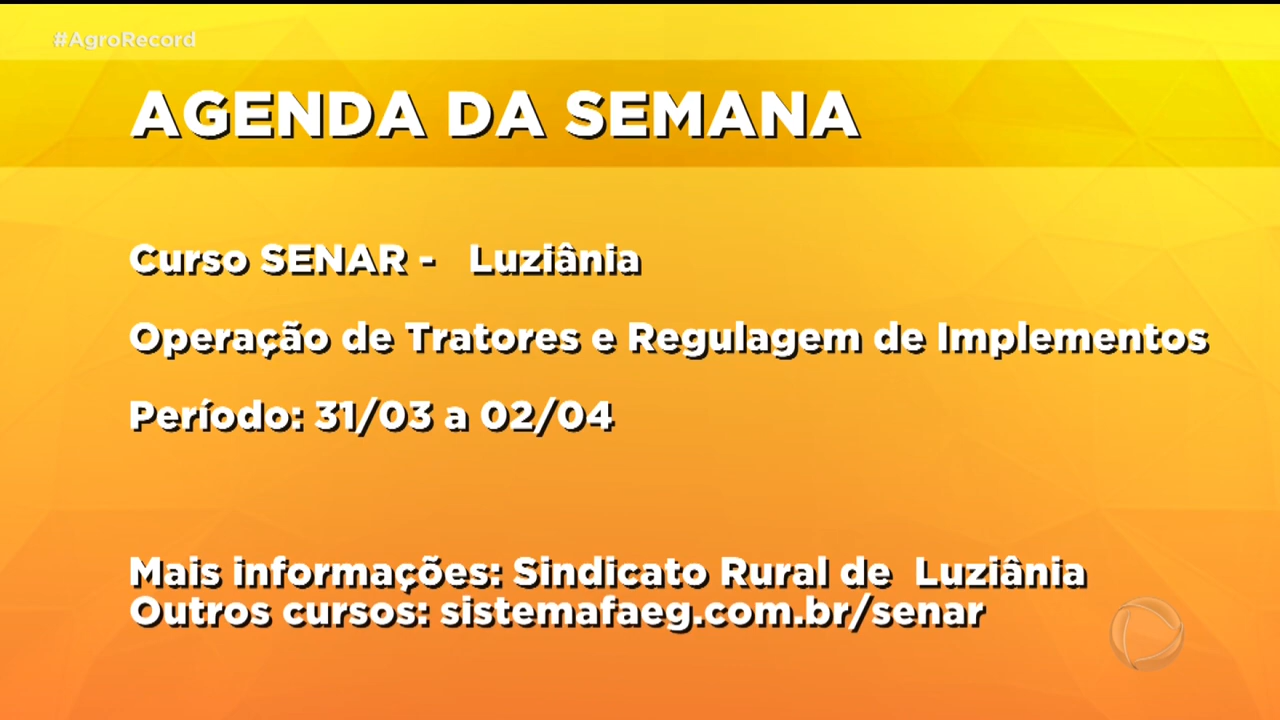 #AgroRecord
AGENDA DA SEMANA
Curso SENAR - Luziânia
Operação de Tratores e Regulagem de Implementos
Período: 31/03 a 02/04
Mais informações: Sindicato Rural de Luziânia
Outros cursos: sistemafaeg.com.br/senar